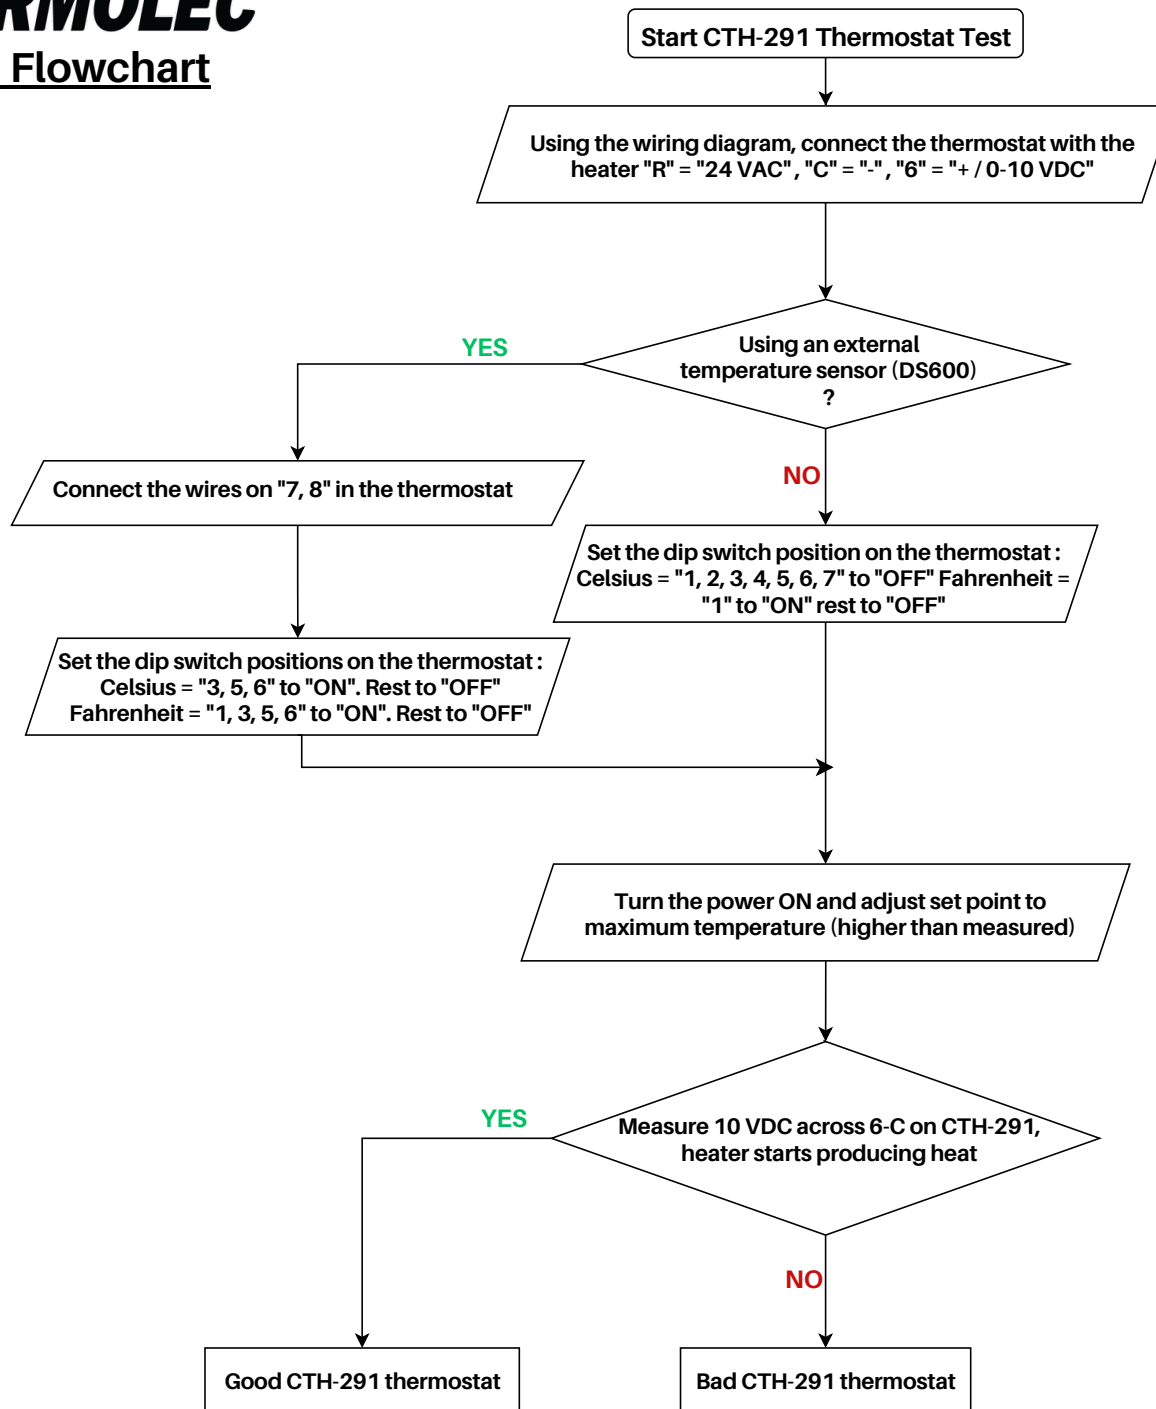 RMOLEC
Flowchart
Start CTH-291 Thermostat Test
Using the wiring diagram, connect the thermostat with the
heater "R" = "24 VAC", "C" = "-", "6" = "+ / 0-10 VDC"
Using an external
temperature sensor (DS600)
?
YES
NO
Connect the wires on "7, 8" in the thermostat
Set the dip switch position on the thermostat :
Celsius = "1, 2, 3, 4, 5, 6, 7" to "OFF" Fahrenheit =
"1" to "ON" rest to "OFF"
Set the dip switch positions on the thermostat :
Celsius = "3, 5, 6" to "ON". Rest to "OFF"
Fahrenheit = "1, 3, 5, 6" to "ON". Rest to "OFF"
Turn the power ON and adjust set point to
maximum temperature (higher than measured)
Measure 10 VDC across 6-C on CTH-291,
heater starts producing heat
YES
NO
Good CTH-291 thermostat
Bad CTH-291 thermostat